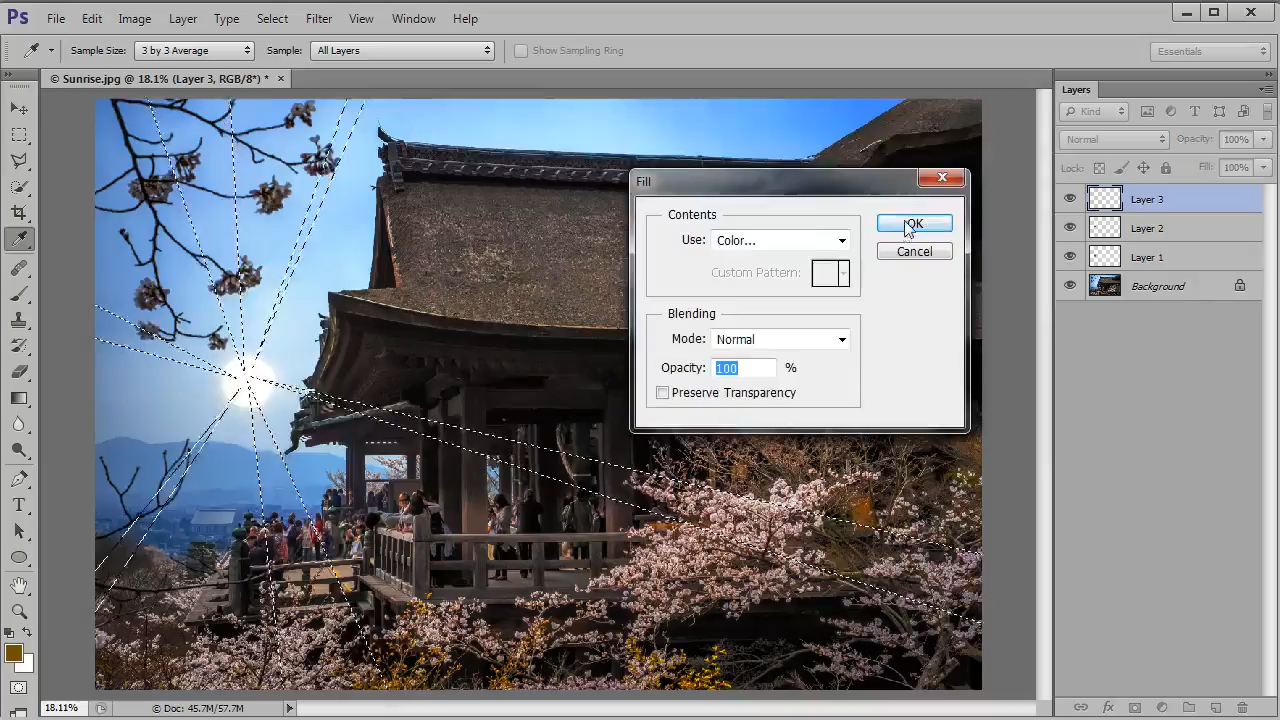 Ps File Edit Image Layer Type Select Filter View Window Help
Sample Size: 3 by 3 Average Sample: All Layers Show Sampling Ring Essentials
© Sunrise.jpg @ 18.1% (Layer 3, RGB/8*) * ×
Layers
Kind
Normal Opacity: 100%
Lock: Fill: 100%
Layer 3
Layer 2
Layer 1
Background
Fill
Contents
Use: Color...
Custom Pattern:
OK
Cancel
Blending
Mode: Normal
Opacity: 100 %
Preserve Transparency
18.11% © Doc: 45.7M/57.7M